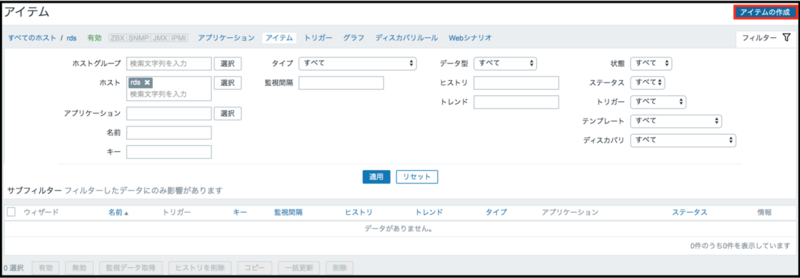 アイテム
アイテムの作成
すべてのホスト / rds 有効 ZBX SNMP JMX IPMI アプリケーション アイテム トリガー グラフ ディスカバリルール Webシナリオ
フィルター
ホストグループ 検索文字列を入力 選択 タイプ すべて データ型 すべて 状態 すべて
ホスト rds 選択 監視間隔 ヒストリ ステータス すべて
検索文字列を入力 トレンド トリガー すべて
アプリケーション 選択 テンプレート すべて
名前 ディスカバリ すべて
キー
適用 リセット
サブフィルター フィルターしたデータにのみ影響があります
ウィザード 名前▲ トリガー キー 監視間隔 ヒストリ トレンド タイプ アプリケーション ステータス 情報
データがありません。
0件のうち0件を表示しています
0 選択 有効 無効 監視データ取得 ヒストリを削除 コピー 一括更新 削除